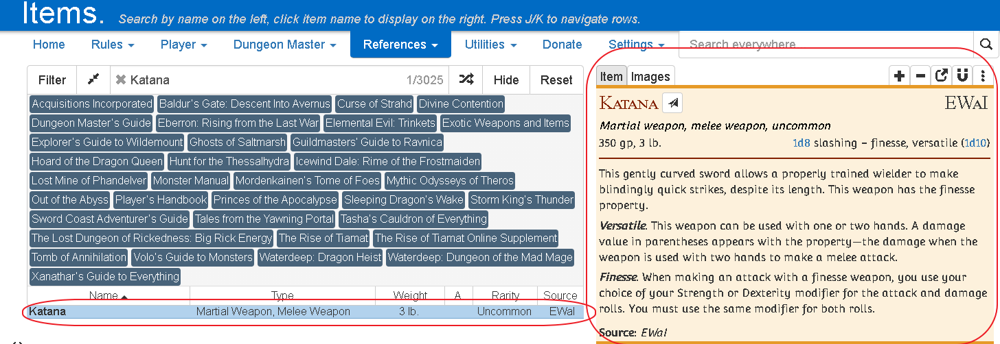 Items. Search by name on the left, click item name to display on the right. Press J/K to navigate rows.
Home Rules Player Dungeon Master References Utilities Donate Settings Search everywhere...
Filter Katana 1/3025 Hide Reset
Acquisitions Incorporated Baldur's Gate: Descent Into Avernus Curse of Strahd Divine Contention
Dungeon Master's Guide Eberron: Rising from the Last War Elemental Evil: Trinkets Exotic Weapons and Items
Explorer's Guide to Wildemount Ghosts of Saltmarsh Guildmasters' Guide to Ravnica
Hoard of the Dragon Queen Hunt for the Thessalhydra Icewind Dale: Rime of the Frostmaiden
Lost Mine of Phandelver Monster Manual Mordenkainen's Tome of Foes Mythic Odysseys of Theros
Out of the Abyss Player's Handbook Princes of the Apocalypse Sleeping Dragon's Wake Storm King's Thunder
Sword Coast Adventurer's Guide Tales from the Yawning Portal Tasha's Cauldron of Everything
The Lost Dungeon of Rickedness: Big Rick Energy The Rise of Tiamat The Rise of Tiamat Online Supplement
Tomb of Annihilation Volo's Guide to Monsters Waterdeep: Dragon Heist Waterdeep: Dungeon of the Mad Mage
Xanathar's Guide to Everything
Name Type Weight A Rarity Source
Katana Martial Weapon, Melee Weapon 3 lb. Uncommon EWaI
Item Images
Katana EWaI
Martial weapon, melee weapon, uncommon
350 gp, 3 lb. 1d8 slashing – finesse, versatile (1d10)
This gently curved sword allows a properly trained wielder to make
blindingly quick strikes, despite its length. This weapon has the finesse
property.
Versatile. This weapon can be used with one or two hands. A damage
value in parentheses appears with the property—the damage when the
weapon is used with two hands to make a melee attack.
Finesse. When making an attack with a finesse weapon, you use your
choice of your Strength or Dexterity modifier for the attack and damage
rolls. You must use the same modifier for both rolls.
Source: EWaI